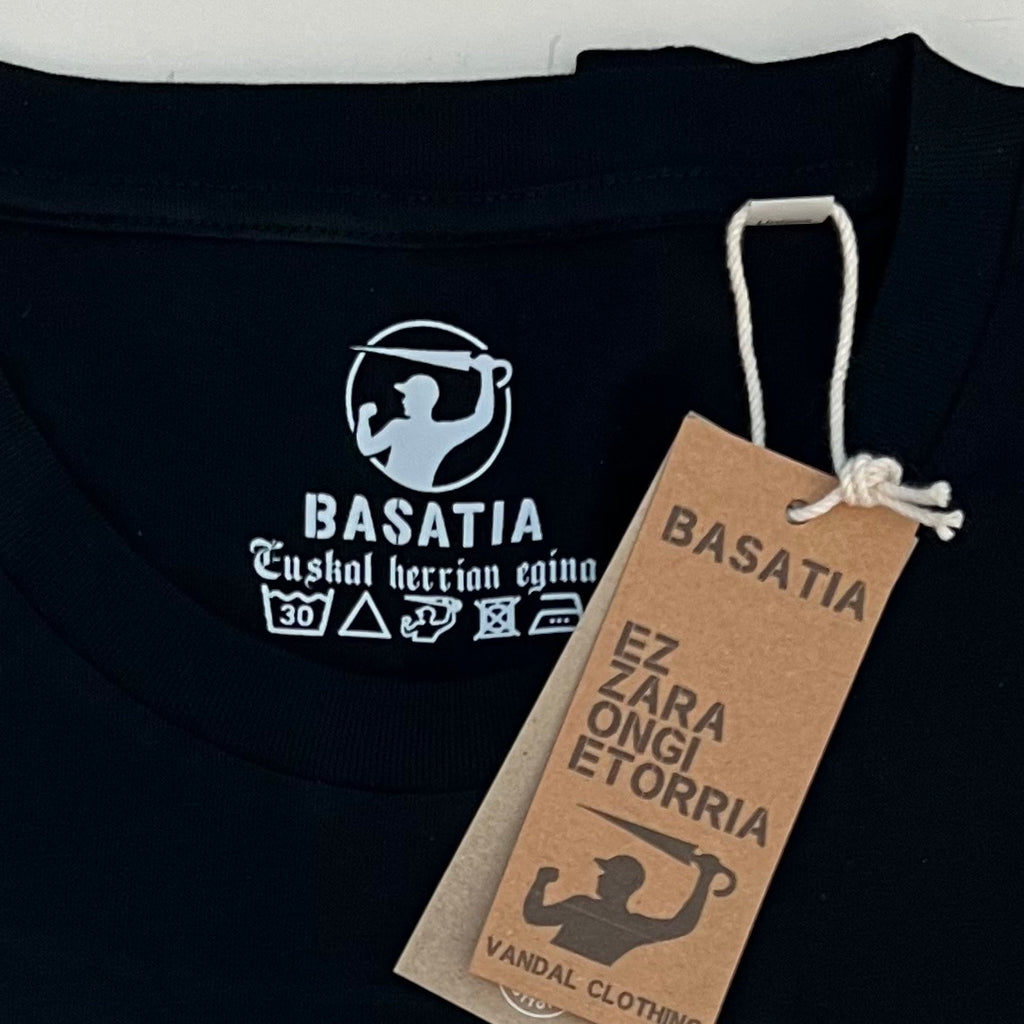 BASATIA
Euskal herrian egina
30
BASATIA
EZ
ZARA
ONGI
ETORRIA
VANDAL CLOTHING